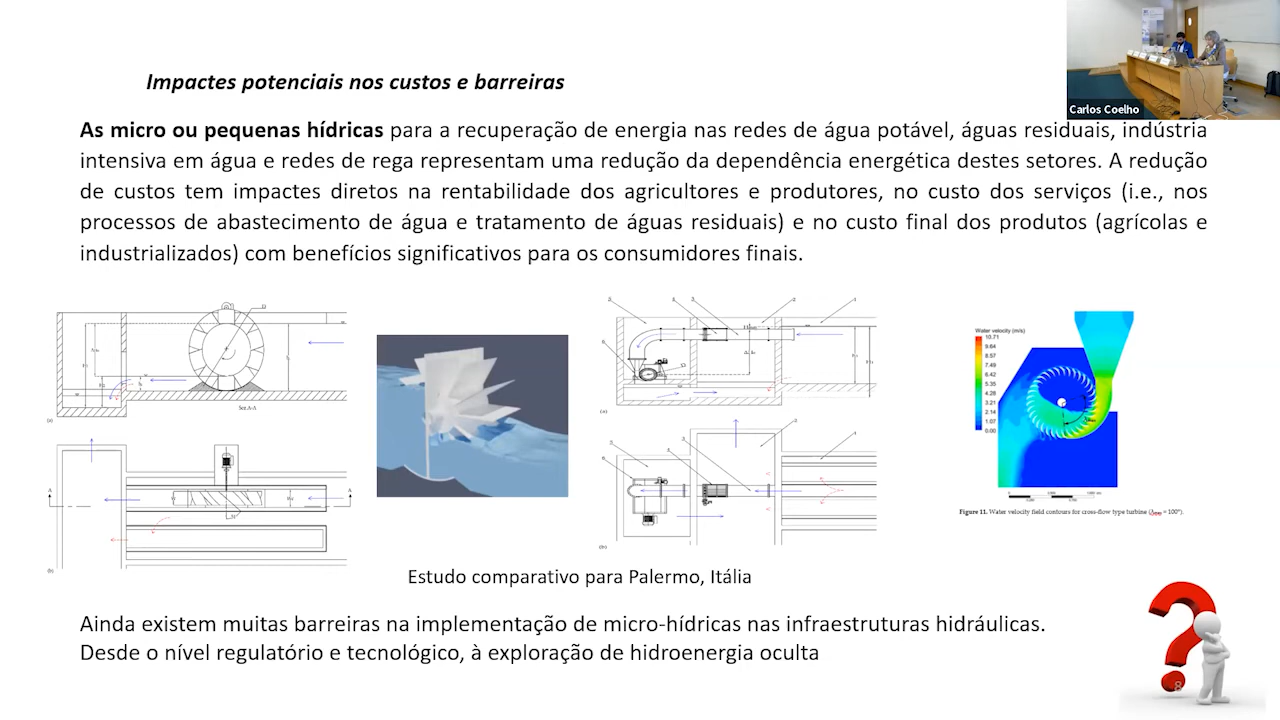 Impactes potenciais nos custos e barreiras
Carlos Coelho
As micro ou pequenas hídricas para a recuperação de energia nas redes de água potável, águas residuais, indústria
intensiva em água e redes de rega representam uma redução da dependência energética destes setores. A redução
de custos tem impactes diretos na rentabilidade dos agricultores e produtores, no custo dos serviços (i.e., nos
processos de abastecimento de água e tratamento de águas residuais) e no custo final dos produtos (agrícolas e
industrializados) com benefícios significativos para os consumidores finais.
Sez.A-A
(a)
A
A
(b)
(a)
(b)
Water velocity (m/s)
10.71
9.64
8.57
7.49
6.42
5.35
4.28
3.21
2.14
1.07
0.00
Figure 11. Water velocity field contours for cross-flow type turbine (λmax = 100°).
Estudo comparativo para Palermo, Itália
Ainda existem muitas barreiras na implementação de micro-hídricas nas infraestruturas hidráulicas.
Desde o nível regulatório e tecnológico, à exploração de hidroenergia oculta
8